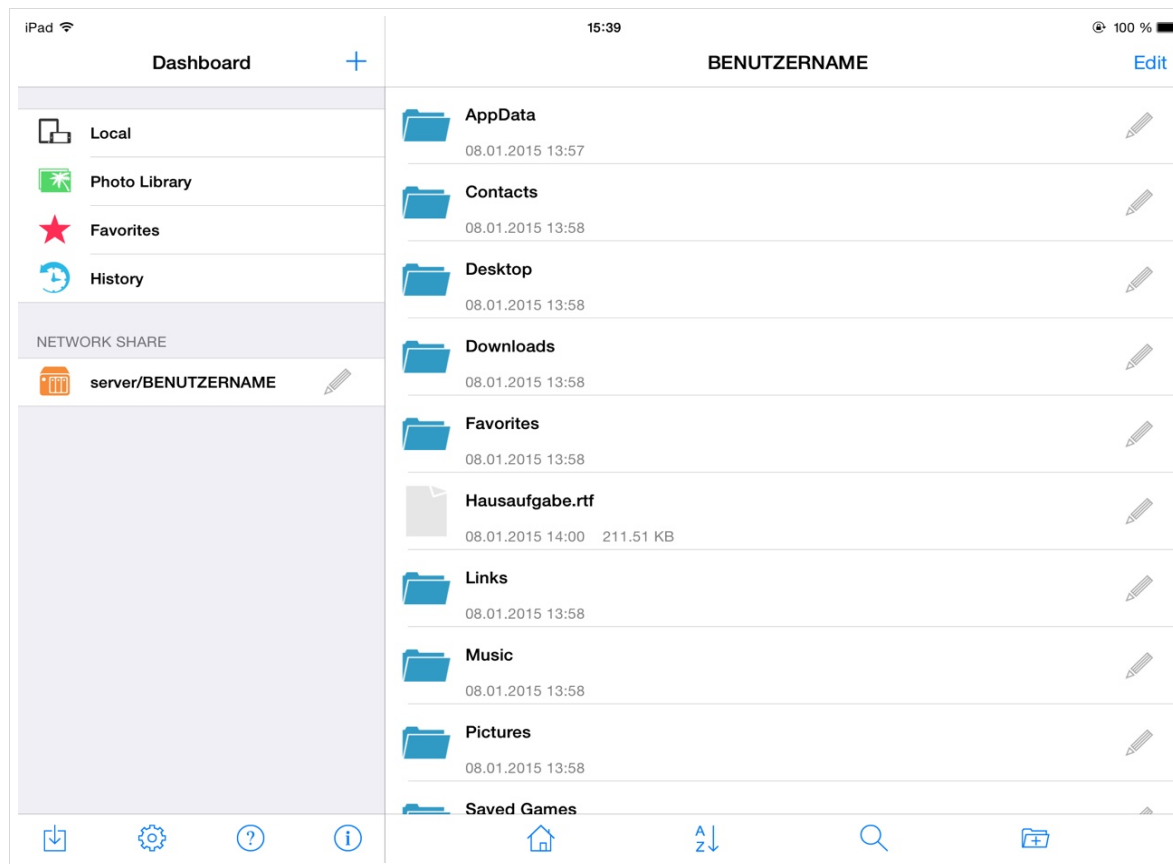 iPad 15:39 100 %
Dashboard
+
BENUTZERNAME
Edit
Local
Photo Library
Favorites
History
NETWORK SHARE
server/BENUTZERNAME
AppData
08.01.2015 13:57
Contacts
08.01.2015 13:58
Desktop
08.01.2015 13:58
Downloads
08.01.2015 13:58
Favorites
08.01.2015 13:58
Hausaufgabe.rtf
08.01.2015 14:00 211.51 KB
Links
08.01.2015 13:58
Music
08.01.2015 13:58
Pictures
08.01.2015 13:58
Saved Games
?
i
A
Z